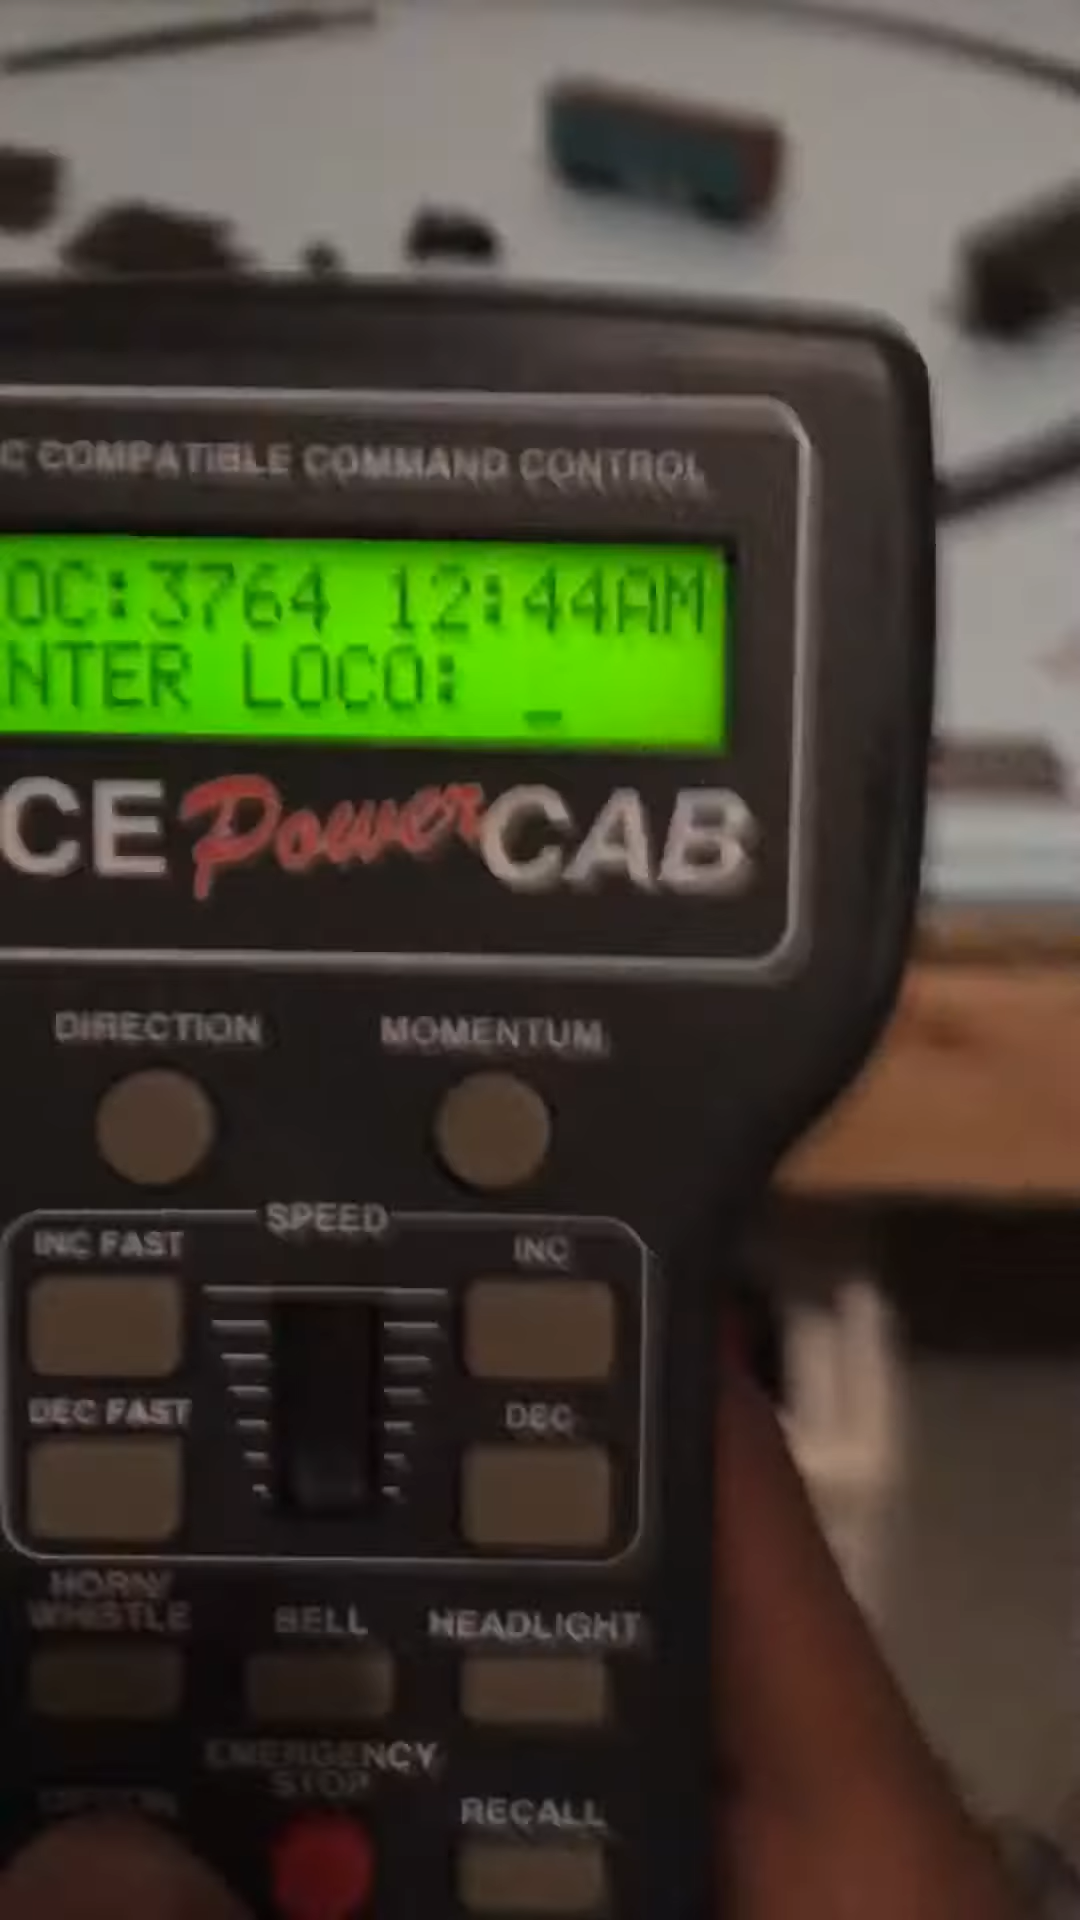 C COMPATIBLE COMMAND CONTROL
OC:3764 12:44AM
NTER LOCO: _
CE Power CAB
DIRECTION
MOMENTUM
SPEED
INC FAST
INC
DEC FAST
DEC
HORN/
WHISTLE
BELL
HEADLIGHT
EMERGENCY
STOP
OPTION
RECALL